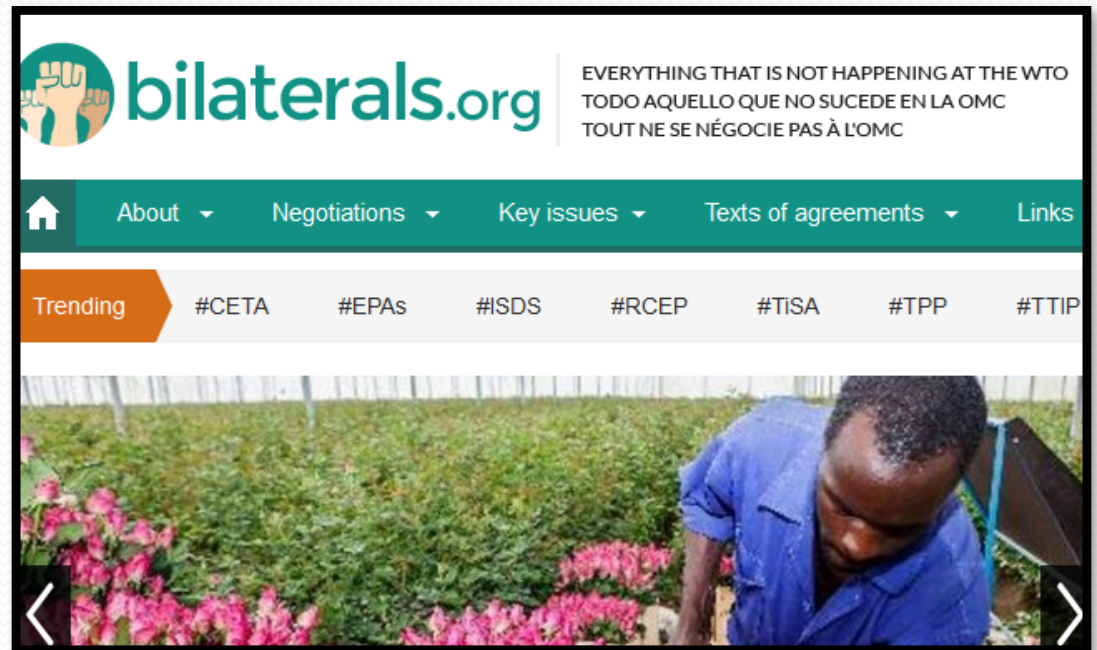 bilaterals.org
EVERYTHING THAT IS NOT HAPPENING AT THE WTO
TODO AQUELLO QUE NO SUCEDE EN LA OMC
TOUT NE SE NÉGOCIE PAS À L'OMC
About Negotiations Key issues Texts of agreements Links
Trending #CETA #EPAs #ISDS #RCEP #TiSA #TPP #TTIP